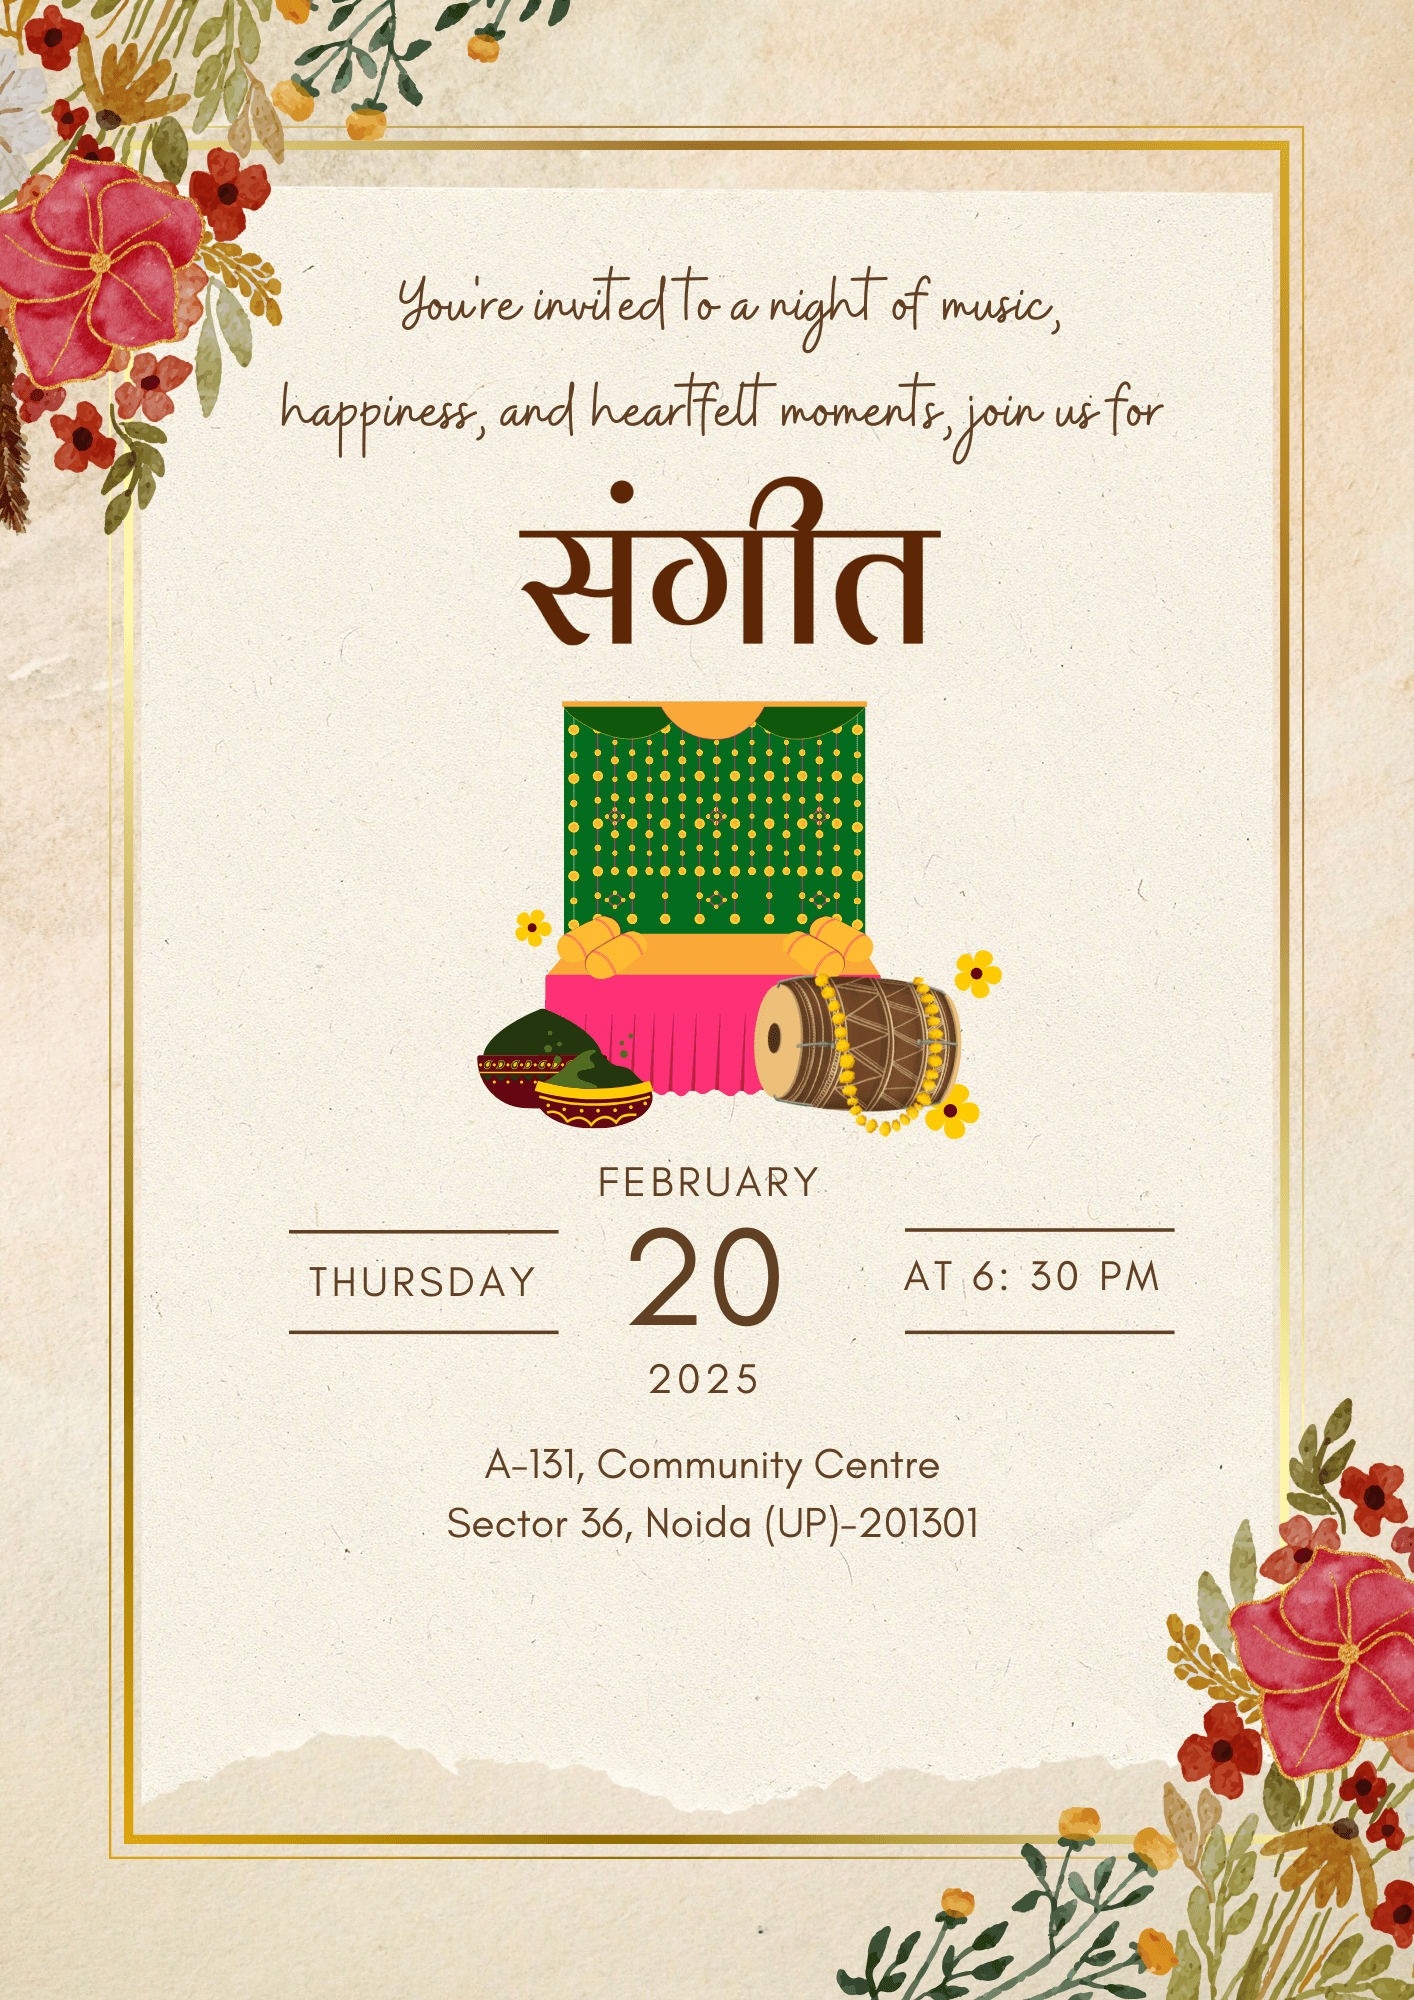 You're invited to a night of music,
happiness, and heartfelt moments, join us for
संगीत
FEBRUARY
THURSDAY
20
AT 6: 30 PM
2025
A-131, Community Centre
Sector 36, Noida (UP)-201301